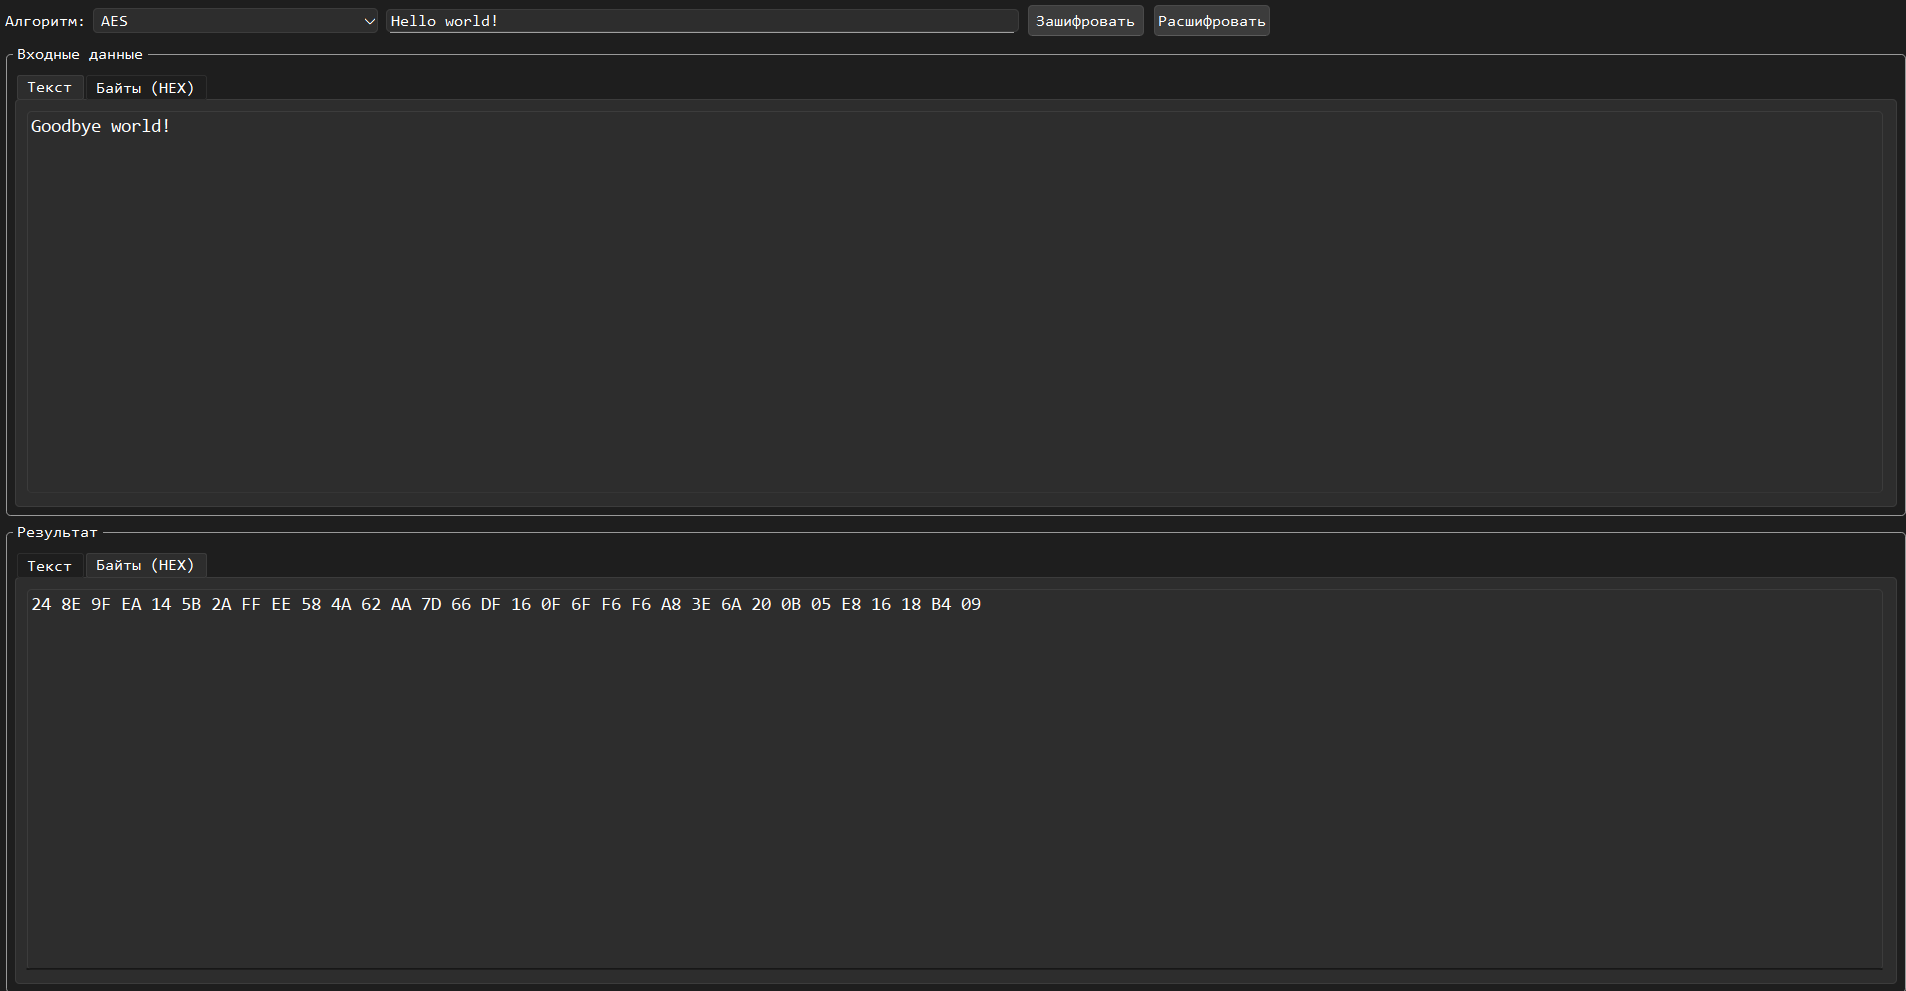 Алгоритм: AES Hello world! Зашифровать Расшифровать
Входные данные
Текст Байты (HEX)
Goodbye world!
Результат
Текст Байты (HEX)
24 8E 9F EA 14 5B 2A FF EE 58 4A 62 AA 7D 66 DF 16 0F 6F F6 F6 A8 3E 6A 20 0B 05 E8 16 18 B4 09